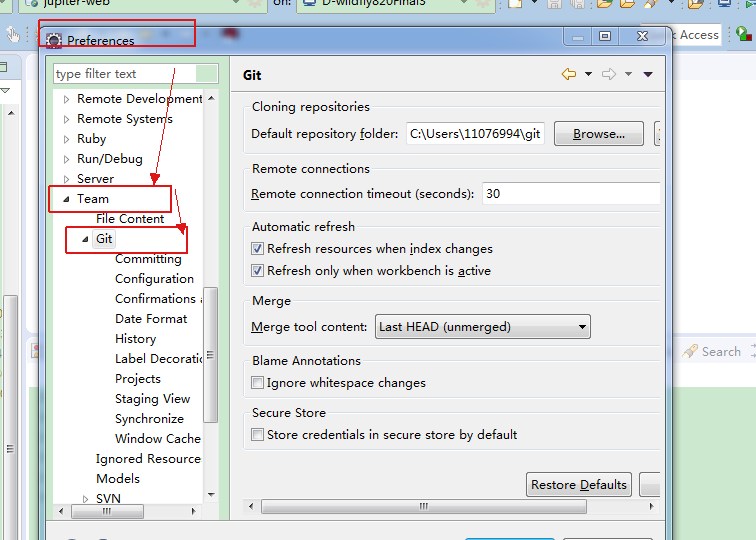 jupiter-web
on:
D-wildfly820Final3
Preferences
Access
type filter text
Remote Development
Remote Systems
Ruby
Run/Debug
Server
Team
File Content
Git
Committing
Configuration
Confirmations a
Date Format
History
Label Decoratio
Projects
Staging View
Synchronize
Window Cache
Ignored Resource
Models
SVN
Git
Cloning repositories
Default repository folder: C:\Users\11076994\git Browse...
Remote connections
Remote connection timeout (seconds): 30
Automatic refresh
Refresh resources when index changes
Refresh only when workbench is active
Merge
Merge tool content: Last HEAD (unmerged)
Blame Annotations
Ignore whitespace changes
Secure Store
Store credentials in secure store by default
Restore Defaults
Search